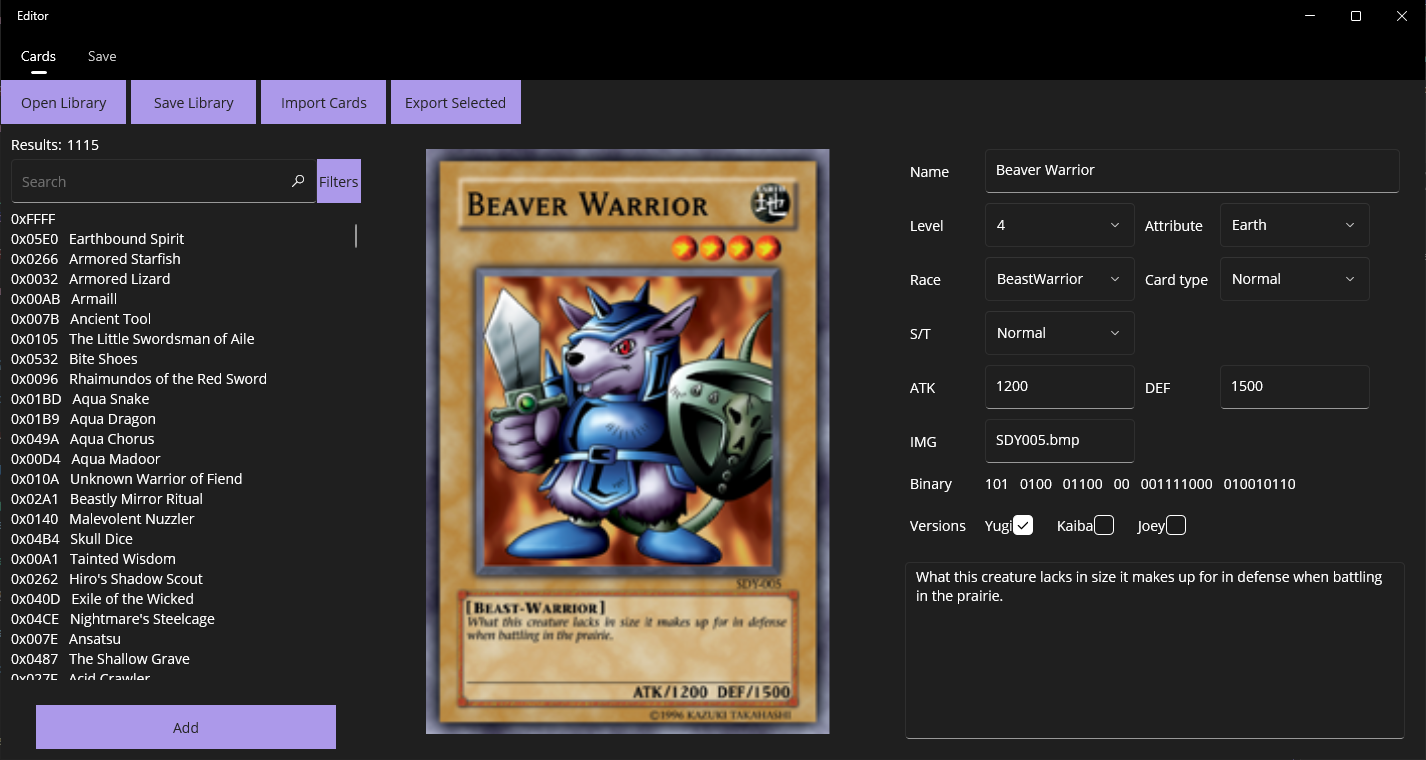 Editor
Cards Save
Open Library Save Library Import Cards Export Selected
Results: 1115
Search Filters
0xFFFF
0x05E0 Earthbound Spirit
0x0266 Armored Starfish
0x0032 Armored Lizard
0x00AB Armaill
0x007B Ancient Tool
0x0105 The Little Swordsman of Aile
0x0532 Bite Shoes
0x0096 Rhaimundos of the Red Sword
0x01BD Aqua Snake
0x01B9 Aqua Dragon
0x049A Aqua Chorus
0x00D4 Aqua Madoor
0x010A Unknown Warrior of Fiend
0x02A1 Beastly Mirror Ritual
0x0140 Malevolent Nuzzler
0x04B4 Skull Dice
0x00A1 Tainted Wisdom
0x0262 Hiro's Shadow Scout
0x040D Exile of the Wicked
0x04CE Nightmare's Steelcage
0x007E Ansatsu
0x0487 The Shallow Grave
Acid Crawler
Add
BEAVER WARRIOR
EARTH
地
SDY-005
[BEAST-WARRIOR]
What this creature lacks in size it makes up for in defense
when battling in the prairie.
ATK/1200 DEF/1500
©1996 KAZUKI TAKAHASHI
Name Beaver Warrior
Level 4 Attribute Earth
Race BeastWarrior Card type Normal
S/T Normal
ATK 1200 DEF 1500
IMG SDY005.bmp
Binary 101 0100 01100 00 001111000 010010110
Versions Yugi Kaiba Joey
What this creature lacks in size it makes up for in defense when battling
in the prairie.